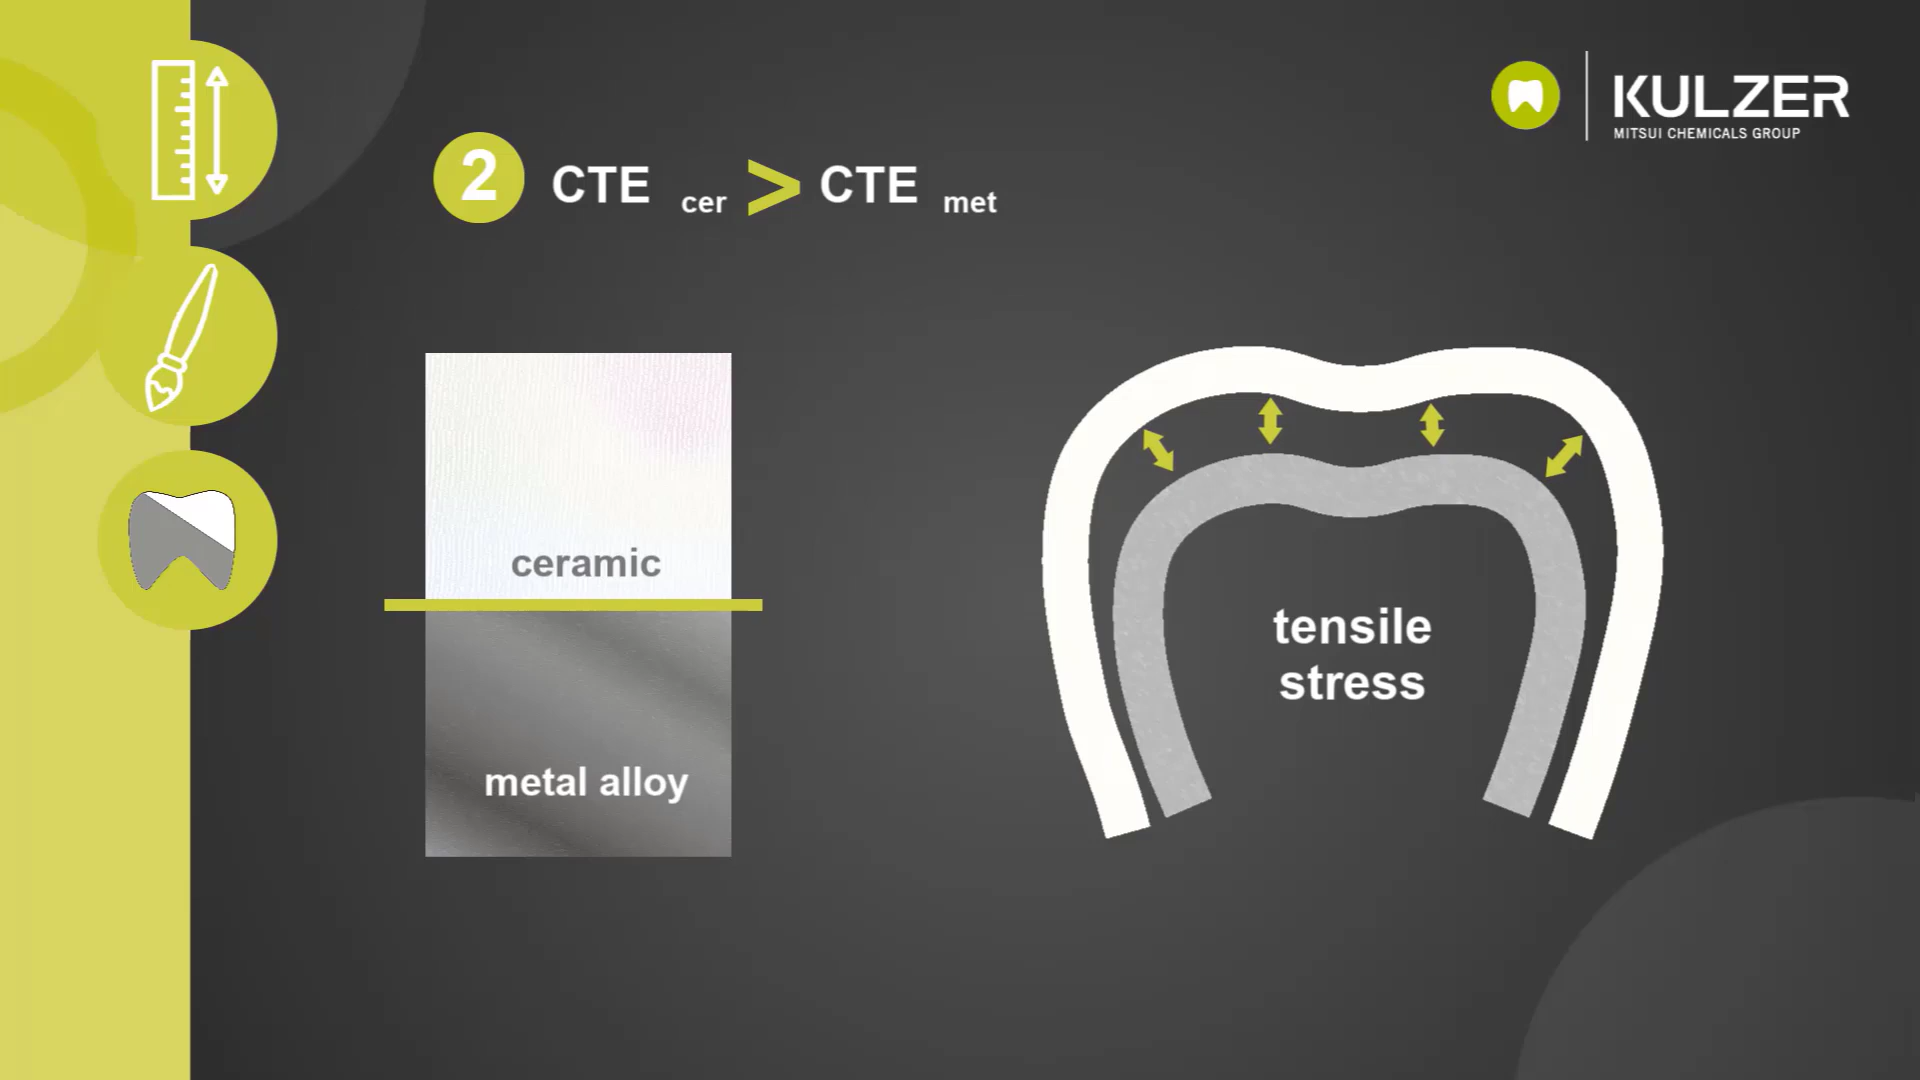 KULZER
MITSUI CHEMICALS GROUP
2 CTE cer > CTE met
ceramic
metal alloy
tensile
stress